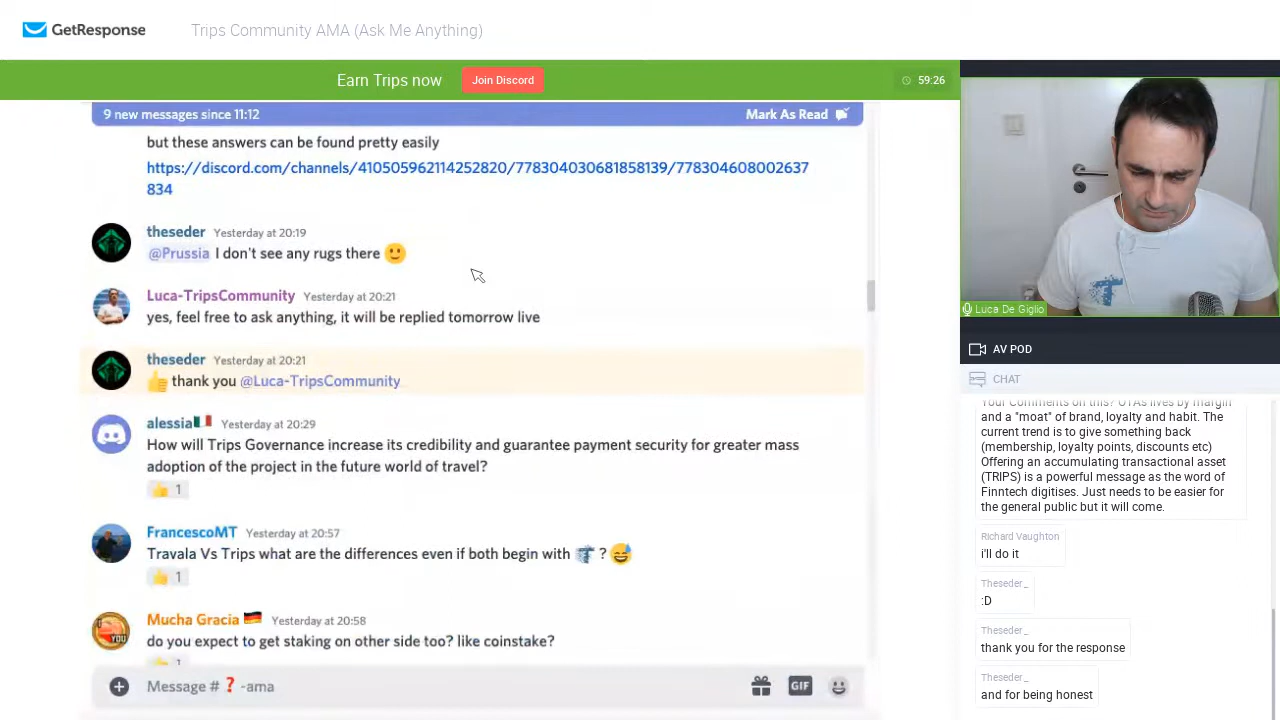 GetResponse
Trips Community AMA (Ask Me Anything)
Earn Trips now
Join Discord
59:26
9 new messages since 11:12
Mark As Read
but these answers can be found pretty easily
https://discord.com/channels/410505962114252820/778304030681858139/778304608002637
834
theseder Yesterday at 20:19
@Prussia I don't see any rugs there 🙂
Luca-TripsCommunity Yesterday at 20:21
yes, feel free to ask anything, it will be replied tomorrow live
theseder Yesterday at 20:21
👍 thank you @Luca-TripsCommunity
alessia🇮🇹 Yesterday at 20:29
How will Trips Governance increase its credibility and guarantee payment security for greater mass
adoption of the project in the future world of travel?
👍 1
FrancescoMT Yesterday at 20:57
Travala Vs Trips what are the differences even if both begin with ? 😅
👍 1
Mucha Gracia 🇩🇪 Yesterday at 20:58
do you expect to get staking on other side too? like coinstake?
1
Message # ❓ -ama
GIF
Luca De Giglio
AV POD
CHAT
Your Comments on this? OTAs lives by margin
and a "moat" of brand, loyalty and habit. The
current trend is to give something back
(membership, loyalty points, discounts etc)
Offering an accumulating transactional asset
(TRIPS) is a powerful message as the word of
Finntech digitises. Just needs to be easier for
the general public but it will come.
Richard Vaughton
i'll do it
Theseder_
:D
Theseder_
thank you for the response
Theseder_
and for being honest